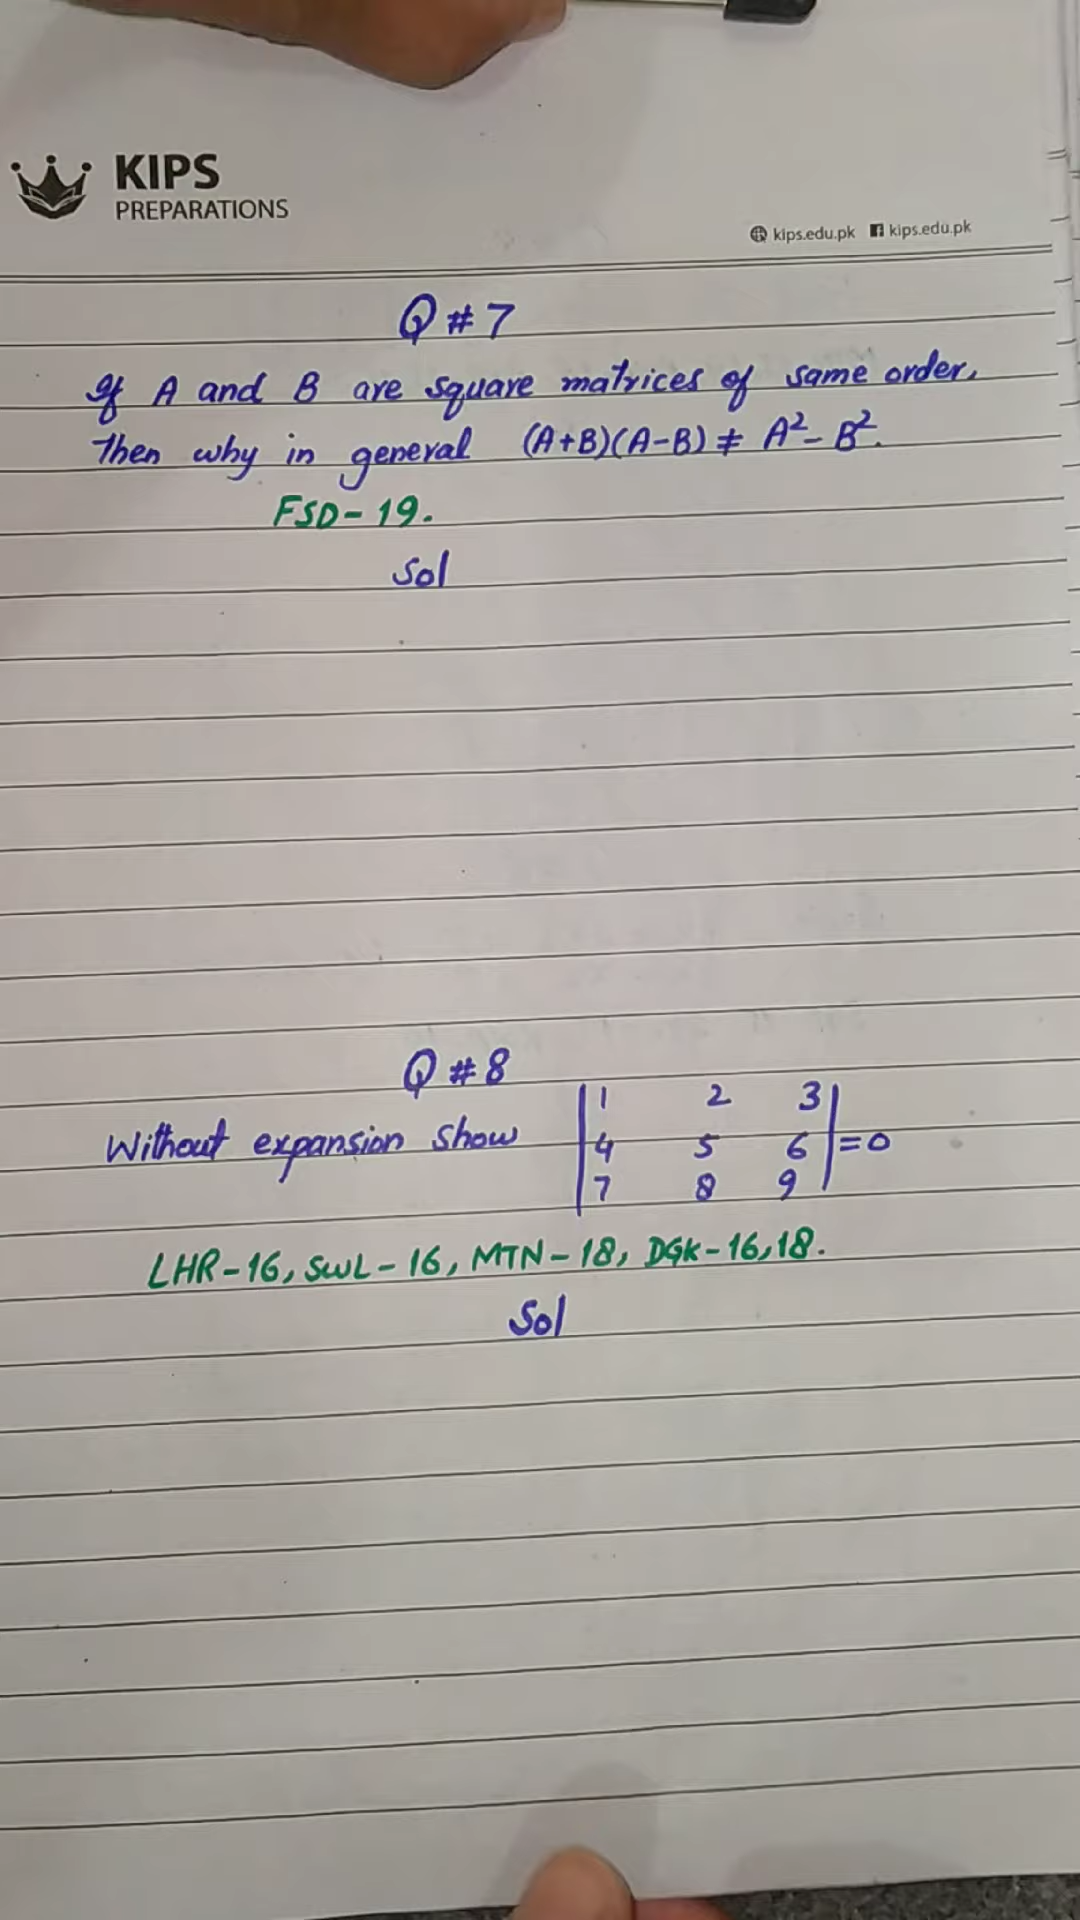 KIPS
PREPARATIONS
kips.edu.pk kips.edu.pk
Q # 7
If A and B are square matrices of same order,
Then why in general (A+B)(A-B) ≠ A²- B².
FSD- 19.
Sol
Q # 8
Without expansion show
1 2 3
4 5 6 =0
7 8 9
LHR-16, SWL-16, MTN-18, DGK-16,18.
Sol